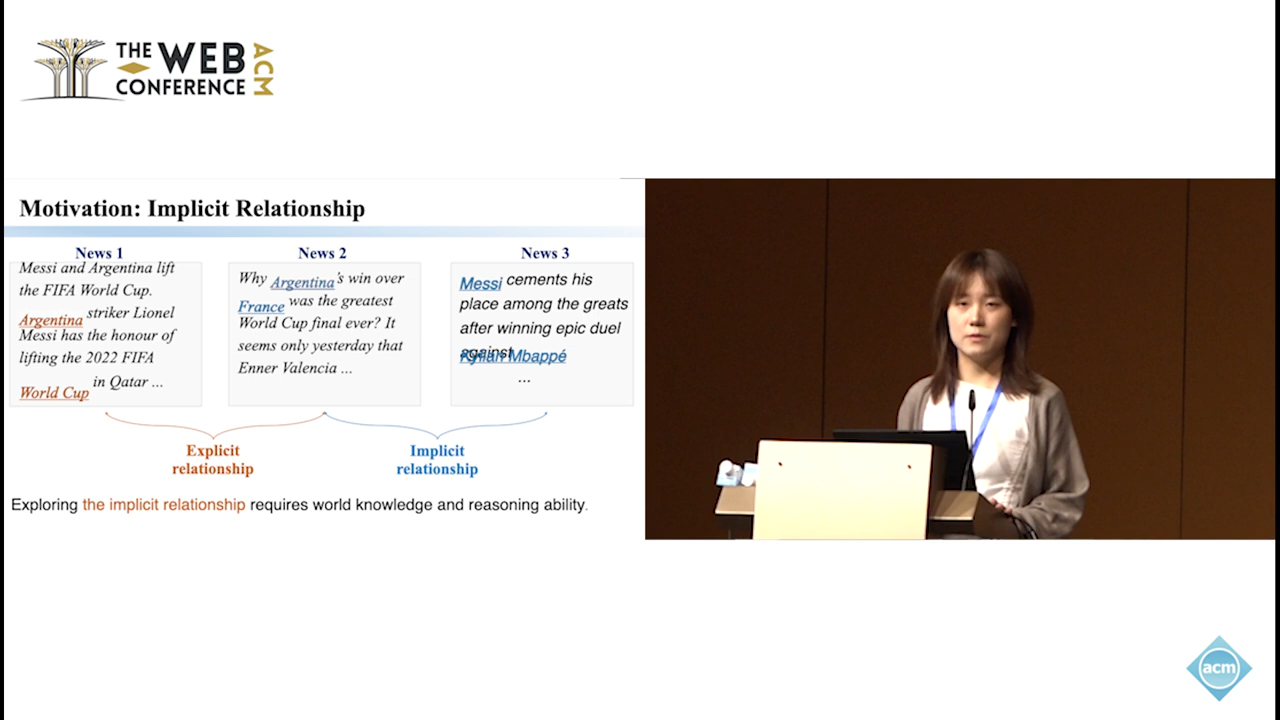 THE WEB
CONFERENCE
ACM
Motivation: Implicit Relationship
News 1
Messi and Argentina lift
the FIFA World Cup.
Argentina striker Lionel
Messi has the honour of
lifting the 2022 FIFA
World Cup in Qatar ...
News 2
Why Argentina's win over
France was the greatest
World Cup final ever? It
seems only yesterday that
Enner Valencia ...
News 3
Messi cements his
place among the greats
after winning epic duel
against Kylian Mbappé
...
Explicit
relationship
Implicit
relationship
Exploring the implicit relationship requires world knowledge and reasoning ability.
acm